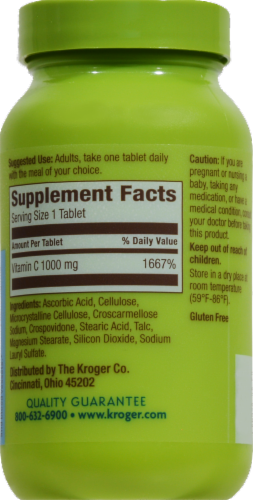 Suggested Use: Adults, take one tablet daily
with the meal of your choice.
Supplement Facts
Serving Size 1 Tablet
Amount Per Tablet % Daily Value
Vitamin C 1000 mg 1667%
Ingredients: Ascorbic Acid, Cellulose,
Microcrystalline Cellulose, Croscarmellose
Sodium, Crospovidone, Stearic Acid, Talc,
Magnesium Stearate, Silicon Dioxide, Sodium
Lauryl Sulfate.
Distributed by The Kroger Co.
Cincinnati, Ohio 45202
QUALITY GUARANTEE
800-632-6900 • www.kroger.com
Caution: If you are
pregnant or nursing
baby, taking any
medication, or have
medical condition,
your doctor before
this product.
Keep out of reach of
children.
Store in a dry place
room temperature
(59°F-86°F).
Gluten Free